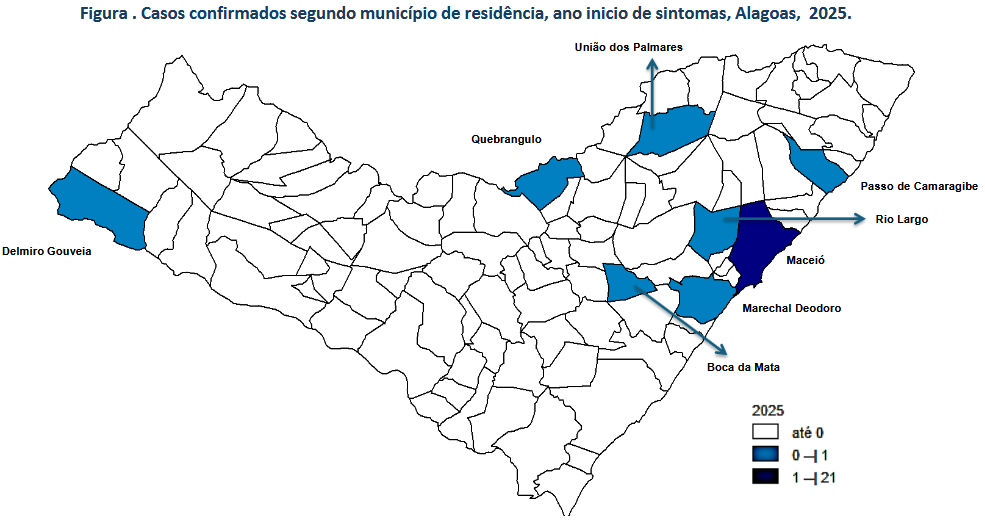 Figura . Casos confirmados segundo município de residência, ano inicio de sintomas, Alagoas, 2025.
União dos Palmares
Quebrangulo
Passo de Camaragibe
Rio Largo
Delmiro Gouveia
Maceió
Marechal Deodoro
Boca da Mata
2025
até 0
0 ⊣ 1
1 ⊣ 21